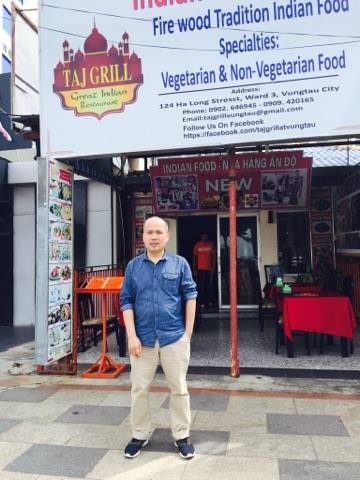 Fire wood Tradition Indian Food
Specialties:
Vegetarian & Non-Vegetarian Food
TAJ GRILL
Great Indian
Restaurant
Address:
124 Ha Long Stresst, Ward 3, Vungtau City
Phone: 0902. 646945 - 0909. 420165
Email:tajgrillvungtau@gmail.com
Follow Us On Facebook
https://facebook.com/tajgrillatvungtau
INDIAN FOOD - NHÀ HÀNG ẤN ĐỘ
NEW